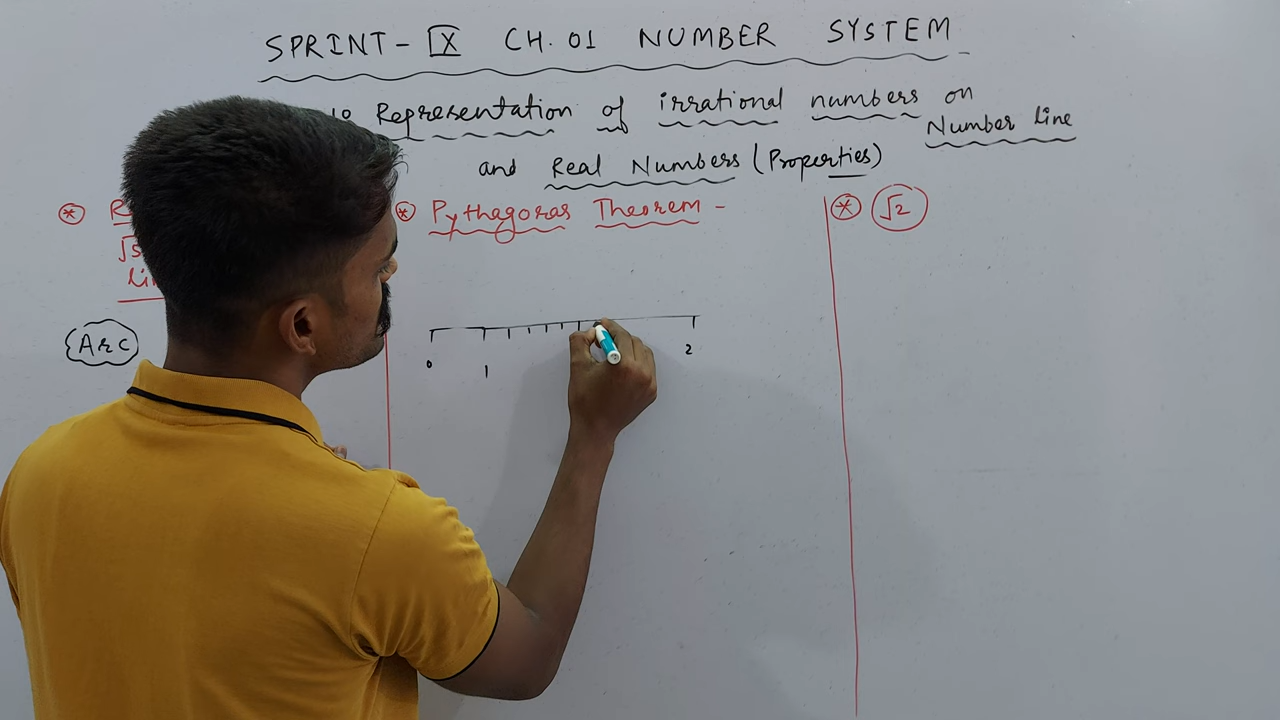 SPRINT- IX CH. 01 NUMBER SYSTEM
Representation of irrational numbers on
Number line
and Real Numbers (Properties)
* Pythagoras Theorem -
* √2
Arc
0 1 2